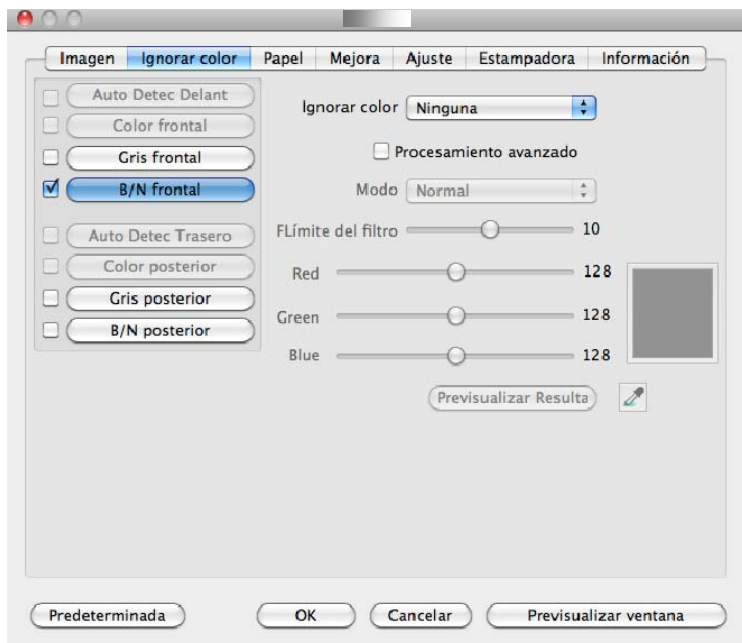 Imagen Ignorar color Papel Mejora Ajuste Estampadora Información
Auto Detec Delant
Color frontal
Gris frontal
B/N frontal
Auto Detec Trasero
Color posterior
Gris posterior
B/N posterior
Ignorar color Ninguna
Procesamiento avanzado
Modo Normal
FLímite del filtro 10
Red 128
Green 128
Blue 128
Previsualizar Resulta
Predeterminada OK Cancelar Previsualizar ventana